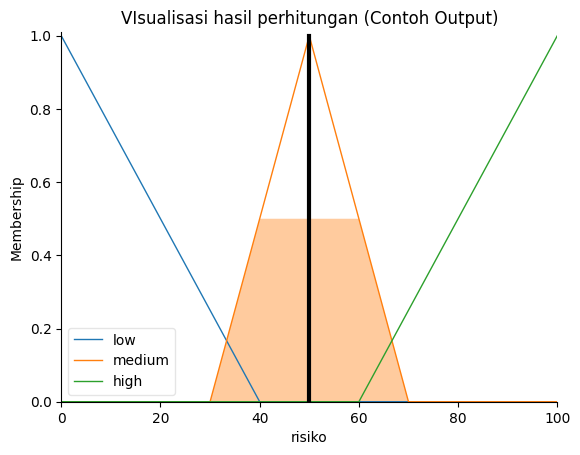 VIsualisasi hasil perhitungan (Contoh Output)
1.0
0.8
0.6
0.4
0.2
0.0
Membership
low
medium
high
0
20
40
60
80
100
risiko